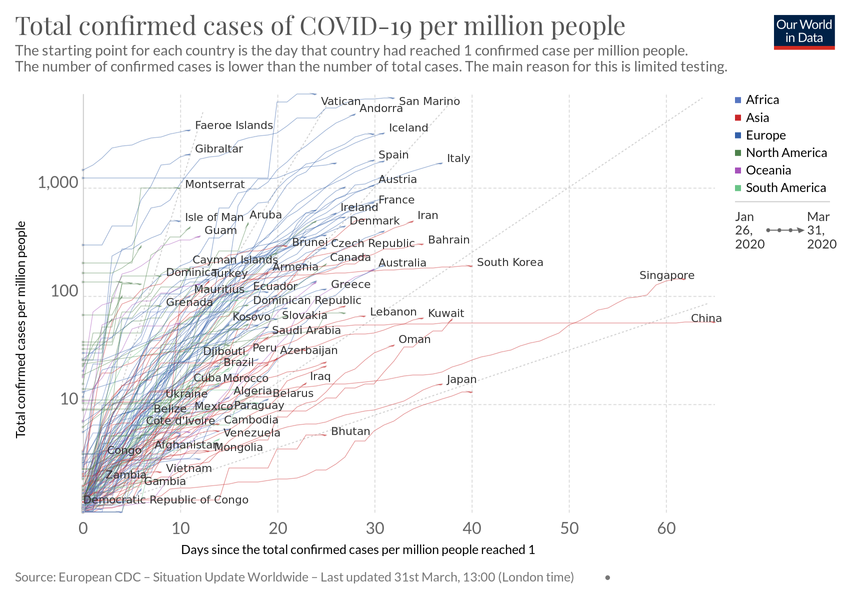 Total confirmed cases of COVID-19 per million people
Our World
in Data
The starting point for each country is the day that country had reached 1 confirmed case per million people.
The number of confirmed cases is lower than the number of total cases. The main reason for this is limited testing.
Total confirmed cases per million people
1,000
100
10
Vatican
San Marino
Andorra
Faeroe Islands
Iceland
Gibraltar
Spain
Italy
Montserrat
Austria
France
Isle of Man
Aruba
Ireland
Iran
Denmark
Guam
Brunei
Czech Republic
Bahrain
Cayman Islands
Canada
Armenia
Australia
South Korea
Dominica
Turkey
Singapore
Mauritius
Ecuador
Greece
Grenada
Dominican Republic
Kosovo
Slovakia
Lebanon
Kuwait
China
Saudi Arabia
Oman
Djibouti
Peru
Azerbaijan
Brazil
Cuba
Morocco
Iraq
Japan
Ukraine
Algeria
Belarus
Belize
Mexico
Paraguay
Cote d'Ivoire
Cambodia
Venezuela
Bhutan
Congo
Afghanistan
Mongolia
Zambia
Vietnam
Gambia
Democratic Republic of Congo
0
10
20
30
40
50
60
Days since the total confirmed cases per million people reached 1
Africa
Asia
Europe
North America
Oceania
South America
Jan
26,
2020
Mar
31,
2020
Source: European CDC – Situation Update Worldwide – Last updated 31st March, 13:00 (London time)